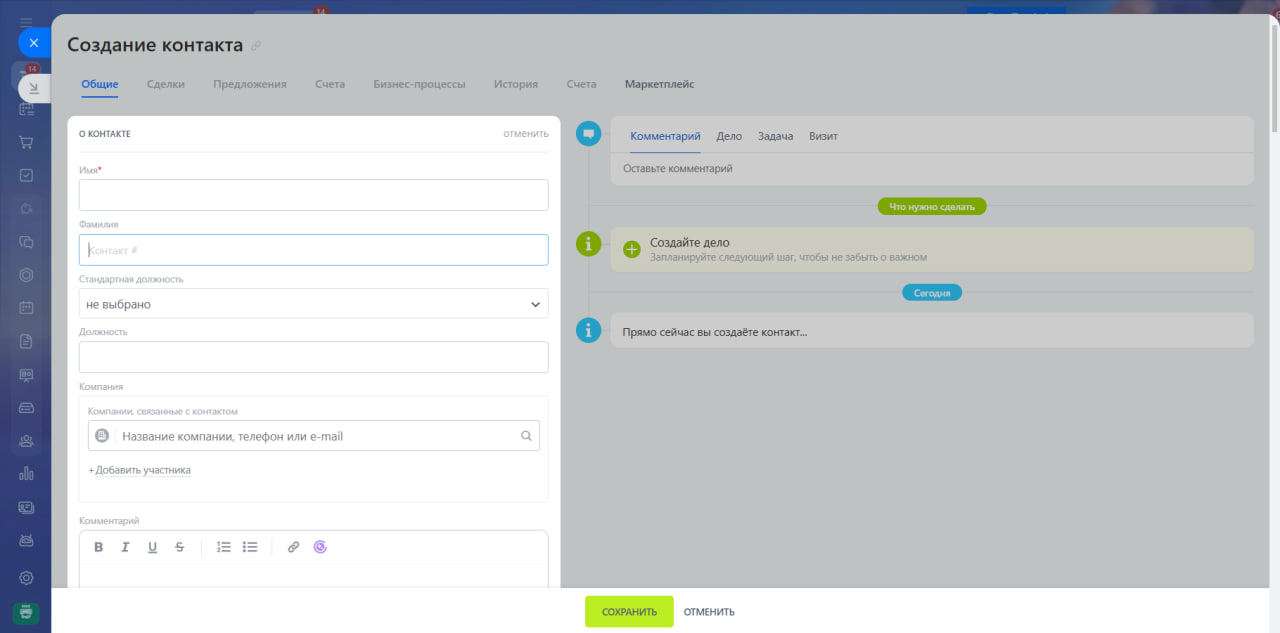 14
Создание контакта
14
Общие Сделки Предложения Счета Бизнес-процессы История Счета Маркетплейс
О КОНТАКТЕ ОТМЕНИТЬ
Имя*
Фамилия
Контакт #
Стандартная должность
не выбрано
Должность
Компания
Компании, связанные с контактом
Название компании, телефон или e-mail
+Добавить участника
Комментарий
B I U S
Комментарий Дело Задача Визит
Оставьте комментарий
Что нужно сделать
Создайте дело
Запланируйте следующий шаг, чтобы не забыть о важном
Сегодня
Прямо сейчас вы создаёте контакт...
СОХРАНИТЬ ОТМЕНИТЬ